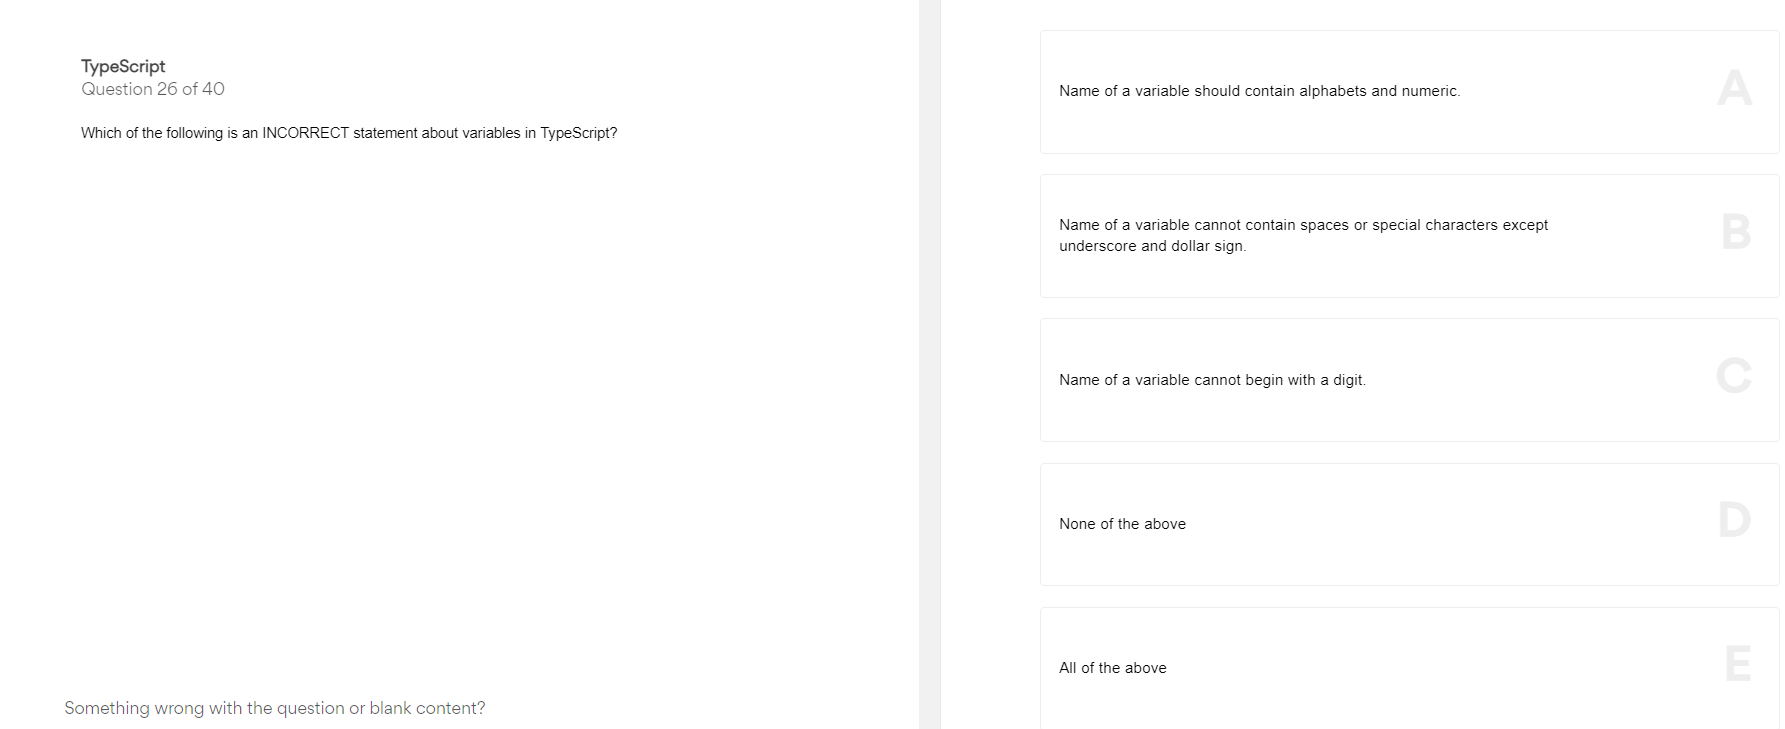 TypeScript
Question 26 of 40
Which of the following is an INCORRECT statement about variables in TypeScript?
Something wrong with the question or blank content?
Name of a variable should contain alphabets and numeric.
A
Name of a variable cannot contain spaces or special characters except
underscore and dollar sign.
B
Name of a variable cannot begin with a digit.
C
None of the above
D
All of the above
E